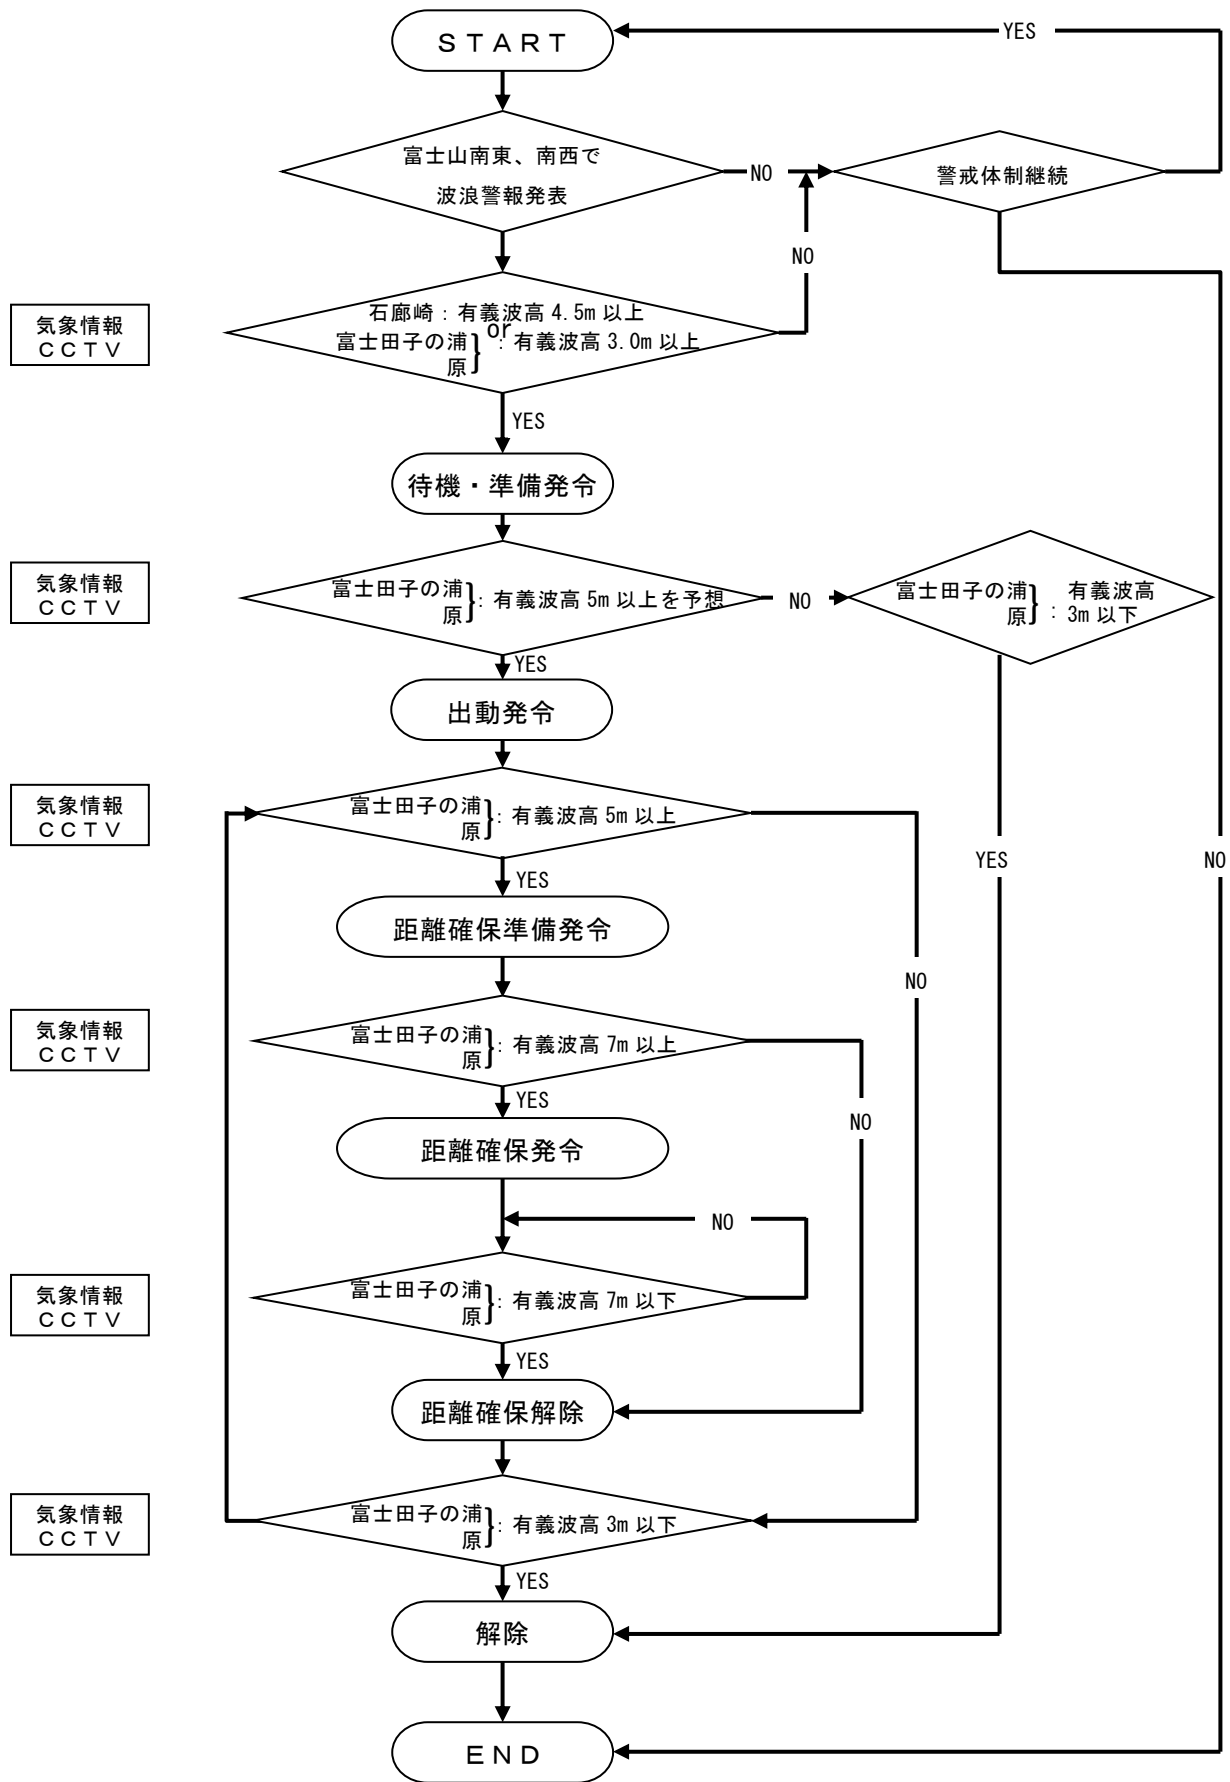 ＳＴＡＲＴ
YES
富士山南東、南西で
波浪警報発表
NO
警戒体制継続
NO
気象情報
ＣＣＴＶ
石廊崎：有義波高 4.5m 以上
or
富士田子の浦
原
}
：有義波高 3.0m 以上
YES
待機・準備発令
気象情報
ＣＣＴＶ
富士田子の浦
原
}
：有義波高 5m 以上を予想
NO
富士田子の浦
原
}
：
有義波高
3m 以下
YES
出動発令
気象情報
ＣＣＴＶ
富士田子の浦
原
}
：有義波高 5m 以上
YES
NO
YES
距離確保準備発令
NO
気象情報
ＣＣＴＶ
富士田子の浦
原
}
：有義波高 7m 以上
YES
NO
距離確保発令
NO
気象情報
ＣＣＴＶ
富士田子の浦
原
}
：有義波高 7m 以下
YES
距離確保解除
気象情報
ＣＣＴＶ
富士田子の浦
原
}
：有義波高 3m 以下
YES
解除
ＥＮＤ